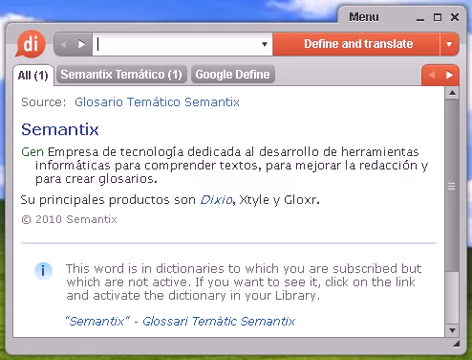 Menu
di
Define and translate
All (1)
Semantix Temático (1)
Google Define
Source: Glosario Temático Semantix
Semantix
Gen Empresa de tecnología dedicada al desarrollo de herramientas
informáticas para comprender textos, para mejorar la redacción y
para crear glosarios.
Su principales productos son Dixio, Xtyle y Gloxr.
© 2010 Semantix
i
This word is in dictionaries to which you are subscribed but
which are not active. If you want to see it, click on the link
and activate the dictionary in your Library.
"Semantix" - Glossari Temàtic Semantix